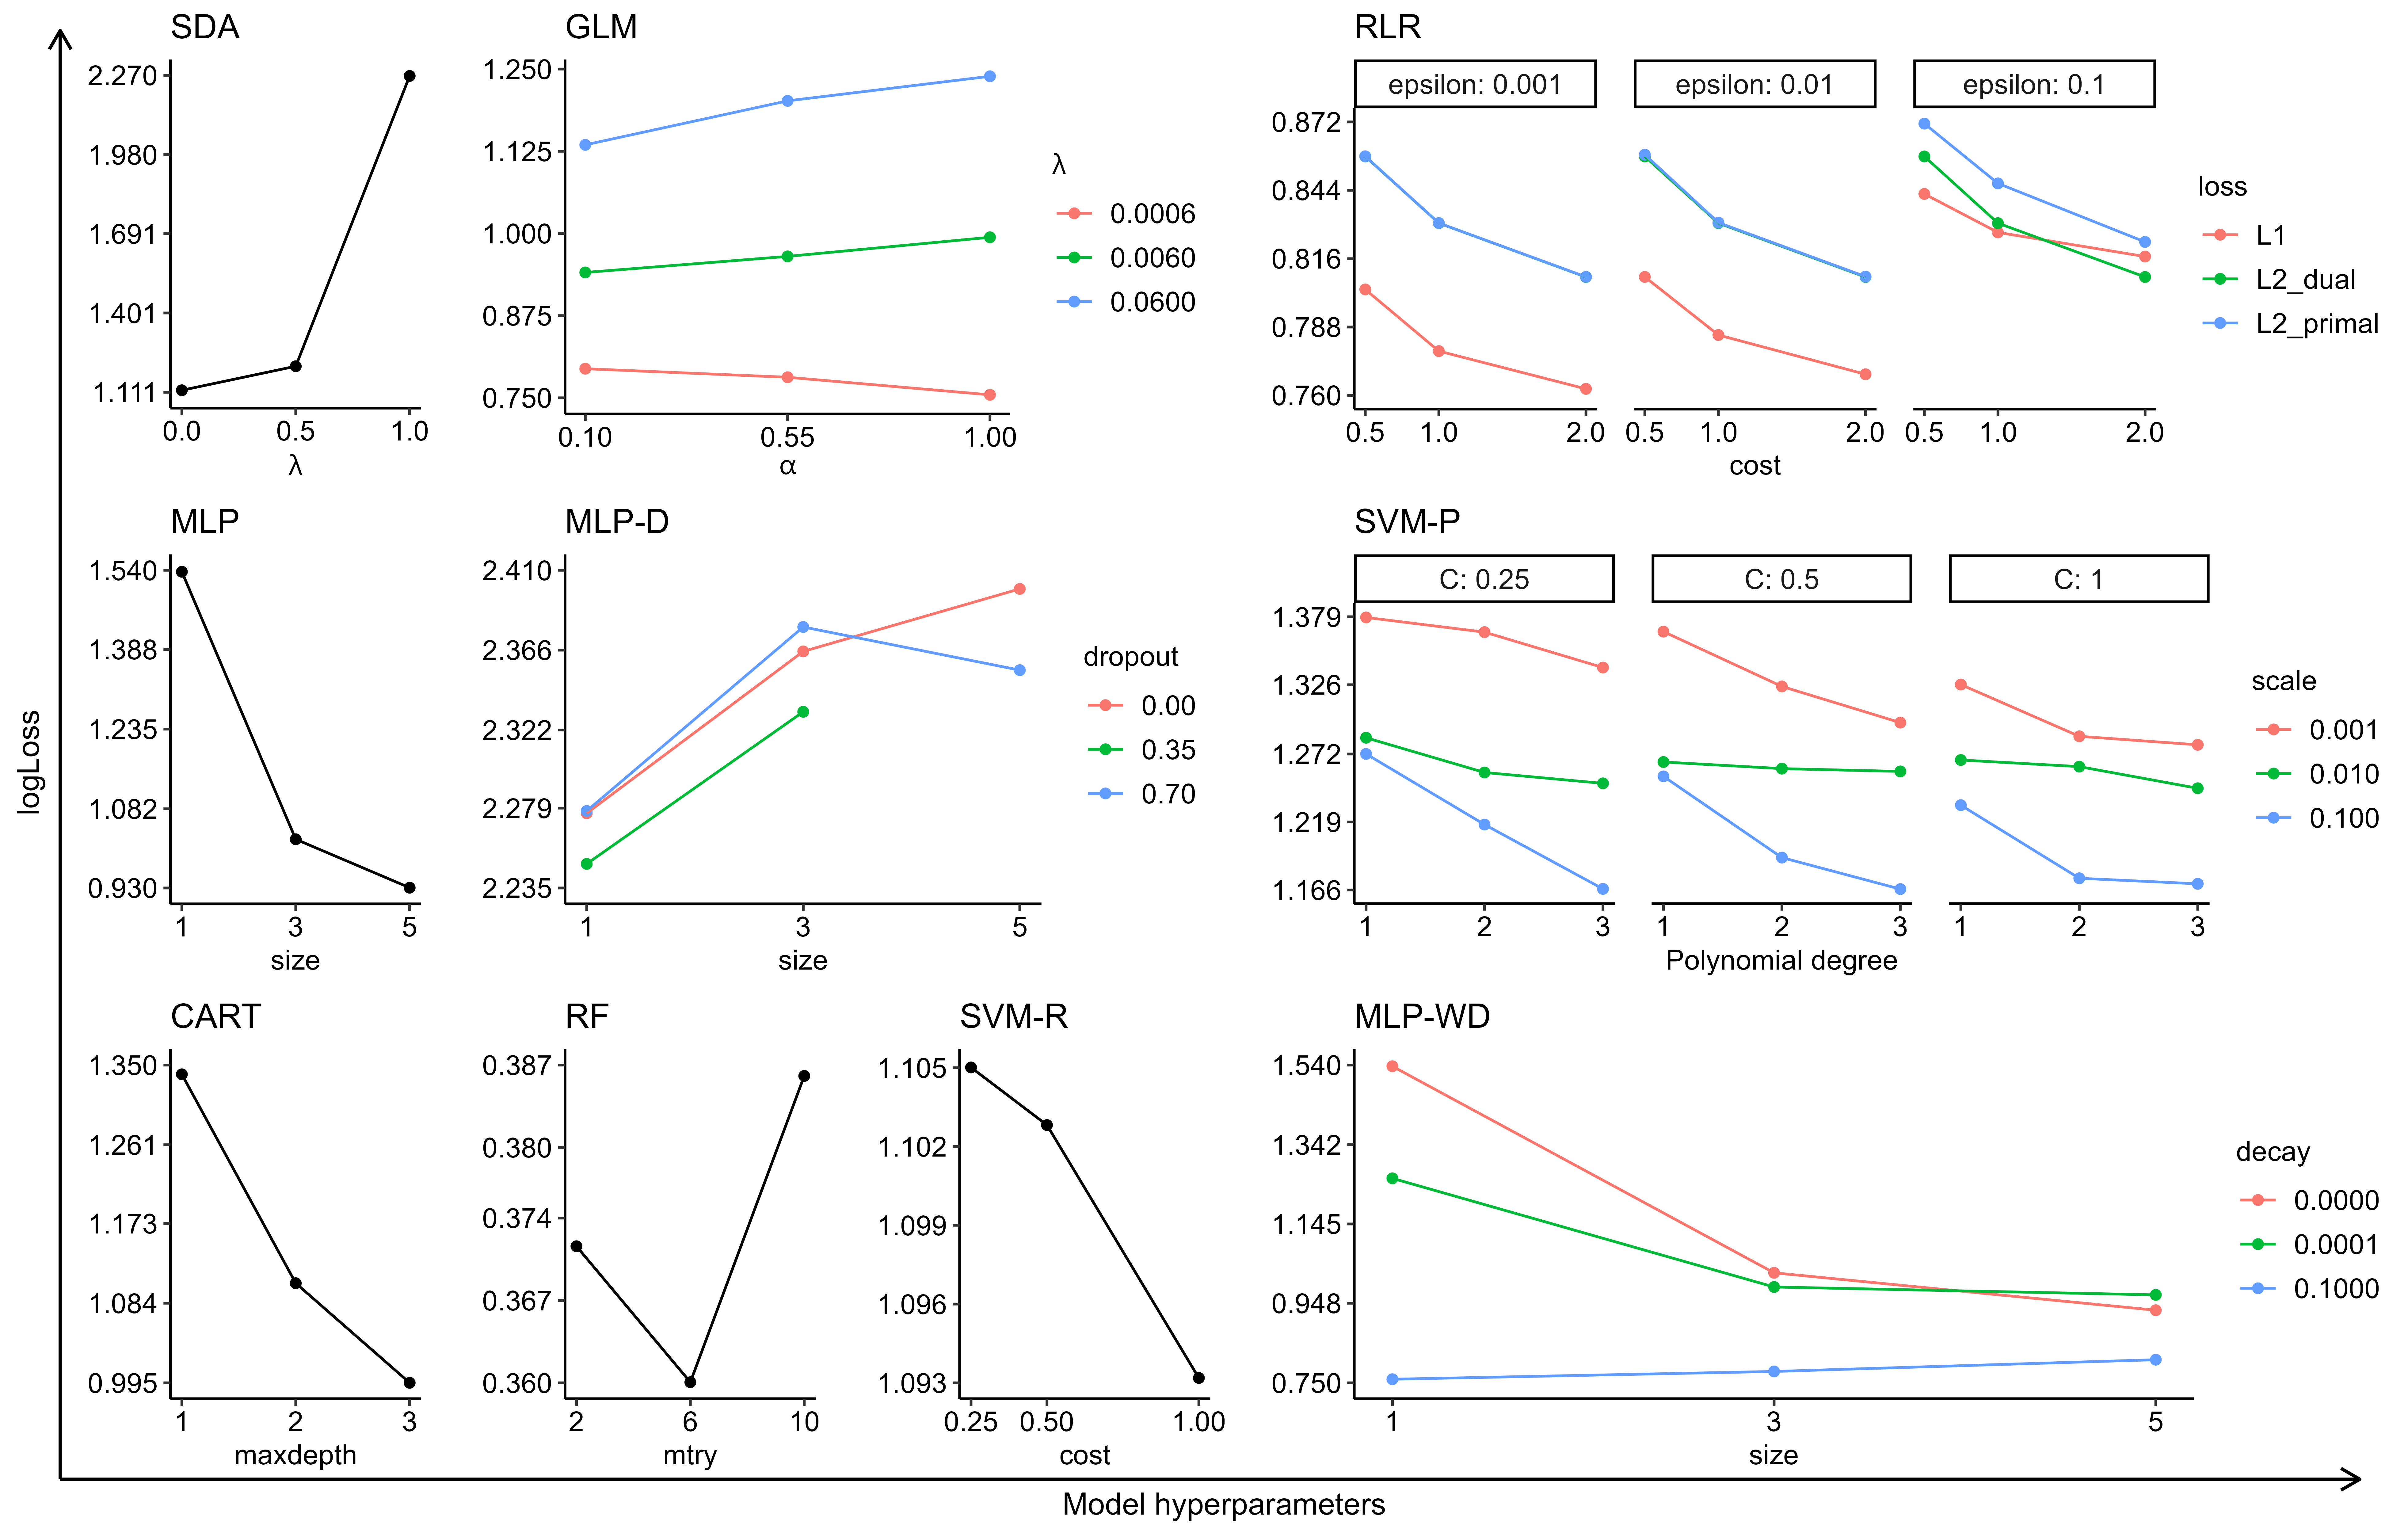 SDA
2.270
1.980
1.691
1.401
1.111
0.0 0.5 1.0
λ
GLM
1.250
1.125
1.000
0.875
0.750
0.10 0.55 1.00
α
λ
0.0006
0.0060
0.0600
RLR
epsilon: 0.001 epsilon: 0.01 epsilon: 0.1
0.872
0.844
0.816
0.788
0.760
0.5 1.0 2.0 0.5 1.0 2.0 0.5 1.0 2.0
cost
loss
L1
L2_dual
L2_primal
logLoss
MLP
1.540
1.388
1.235
1.082
0.930
1 3 5
size
MLP-D
2.410
2.366
2.322
2.279
2.235
1 3 5
size
dropout
0.00
0.35
0.70
SVM-P
C: 0.25 C: 0.5 C: 1
1.379
1.326
1.272
1.219
1.166
1 2 3 1 2 3 1 2 3
Polynomial degree
scale
0.001
0.010
0.100
CART
1.350
1.261
1.173
1.084
0.995
1 2 3
maxdepth
RF
0.387
0.380
0.374
0.367
0.360
2 6 10
mtry
SVM-R
1.105
1.102
1.099
1.096
1.093
0.25 0.50 1.00
cost
MLP-WD
1.540
1.342
1.145
0.948
0.750
1 3 5
size
decay
0.0000
0.0001
0.1000
Model hyperparameters